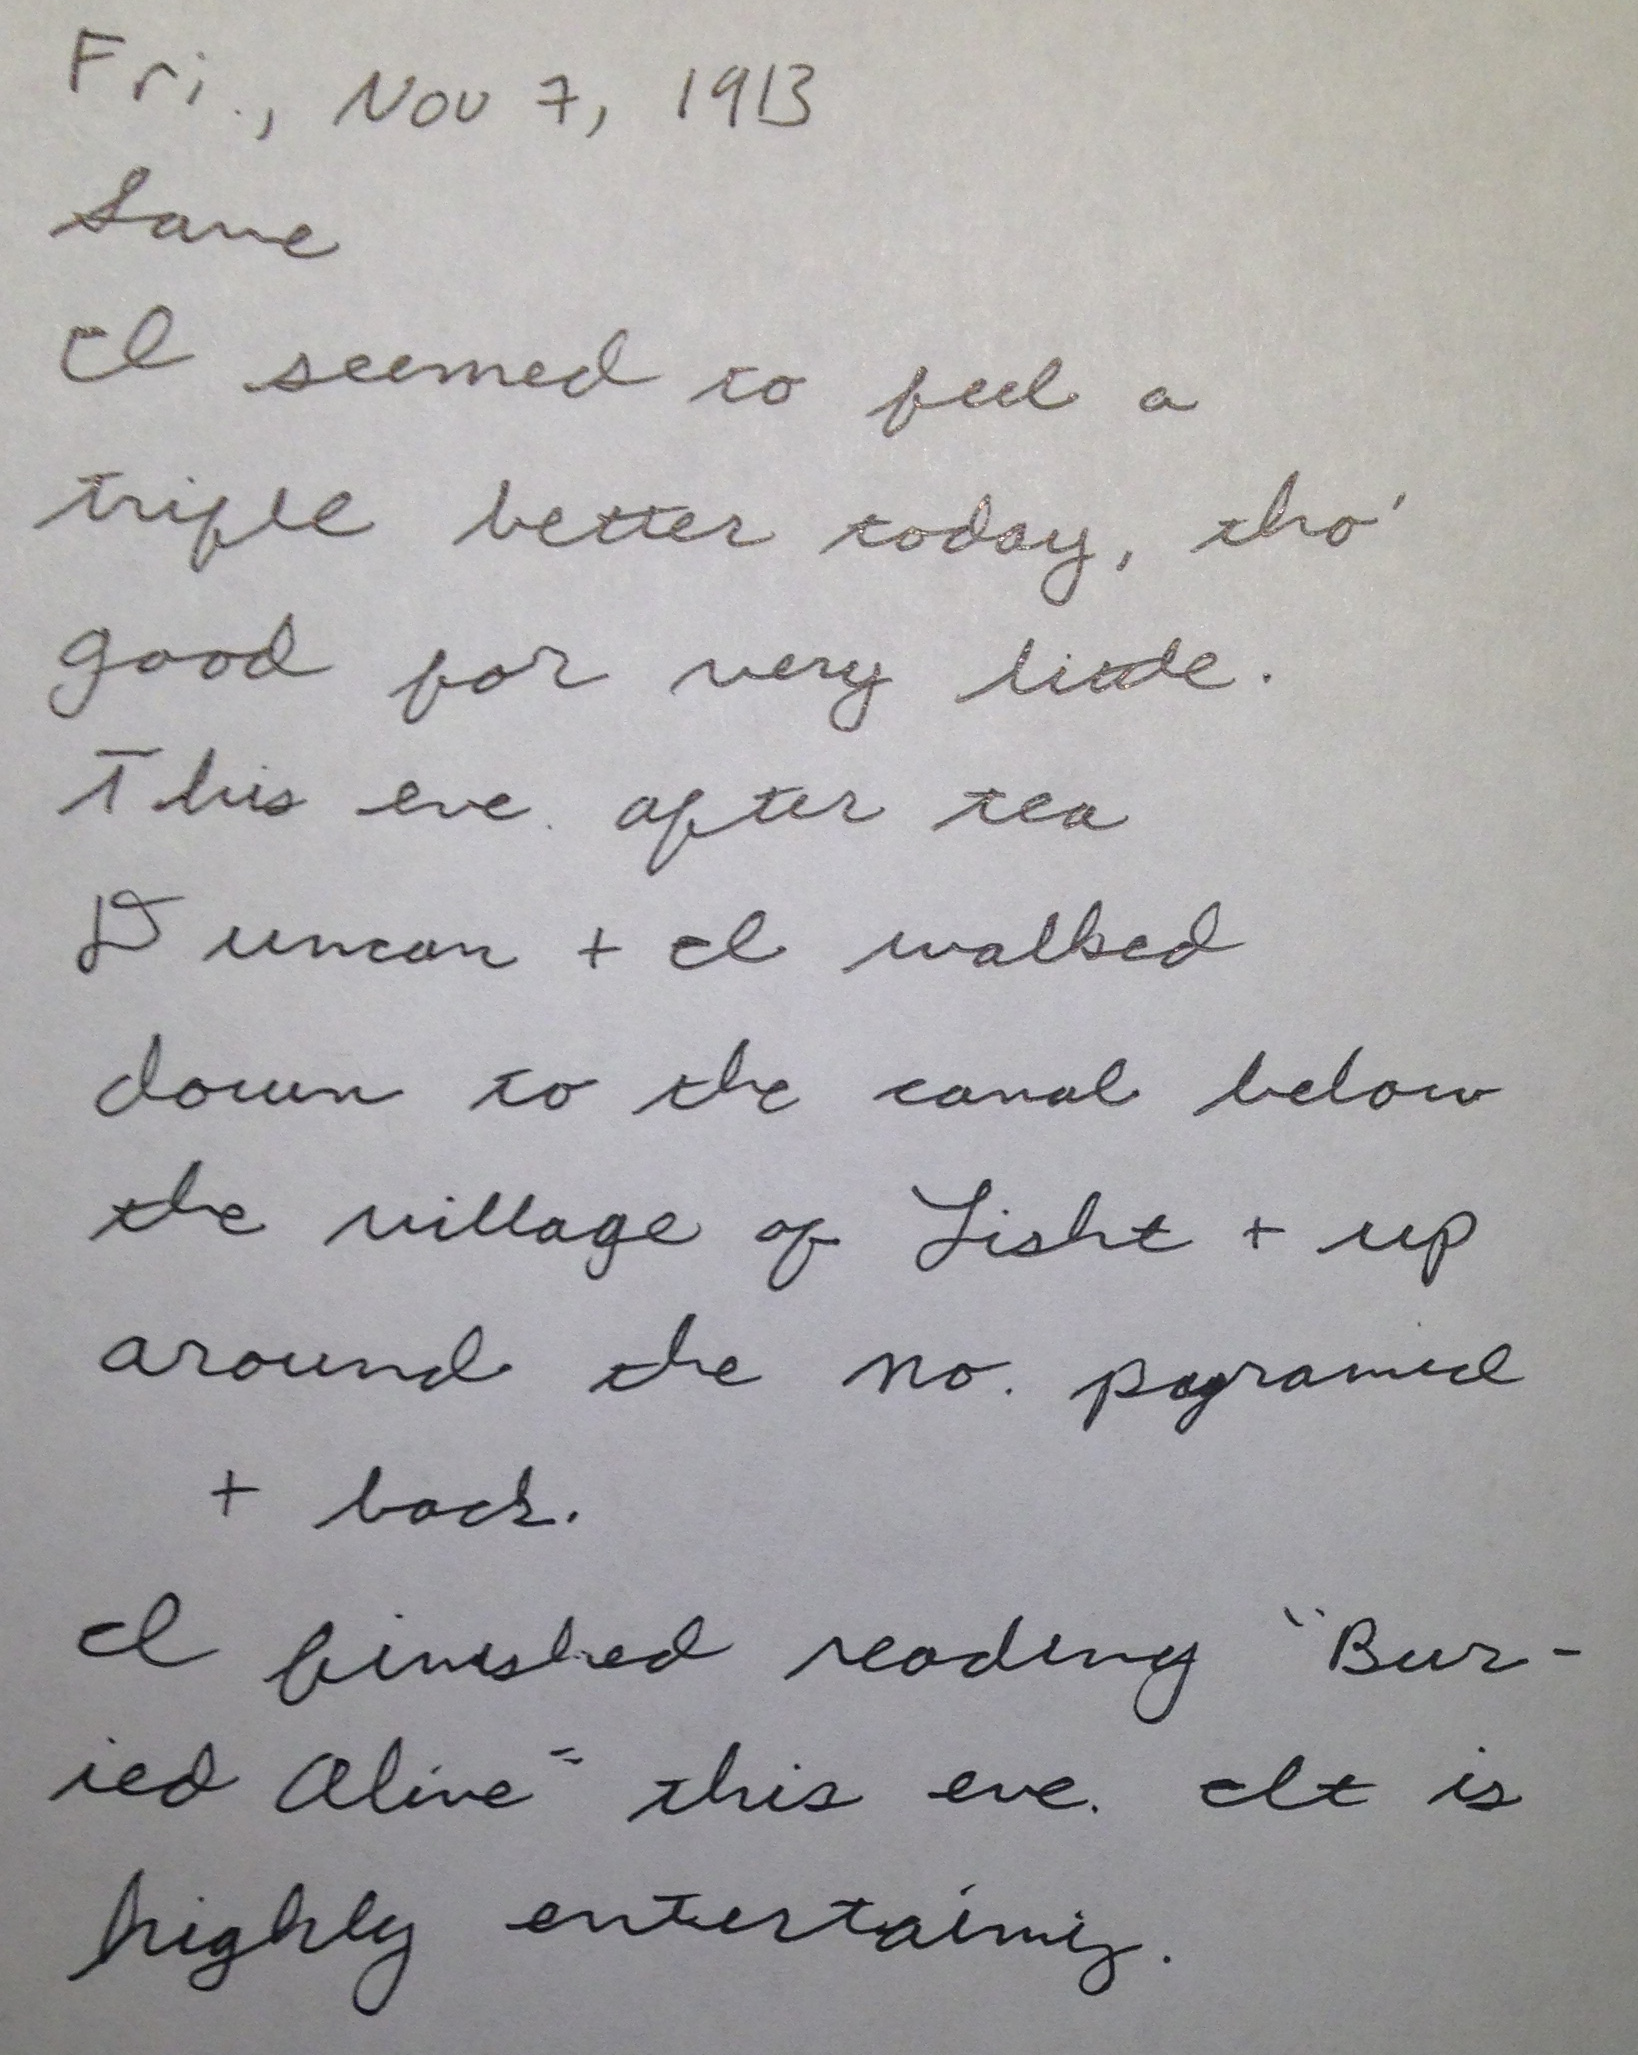 Fri., Nov 7, 1913
Same
I seemed to feel a
trifle better today, tho'
good for very little.
This eve. after tea
Duncan + I walked
down to the canal below
the village of Lisht + up
around the no. pyramid
+ back.
I finished reading "Bur-
ied Alive" this eve. It is
highly entertaining.